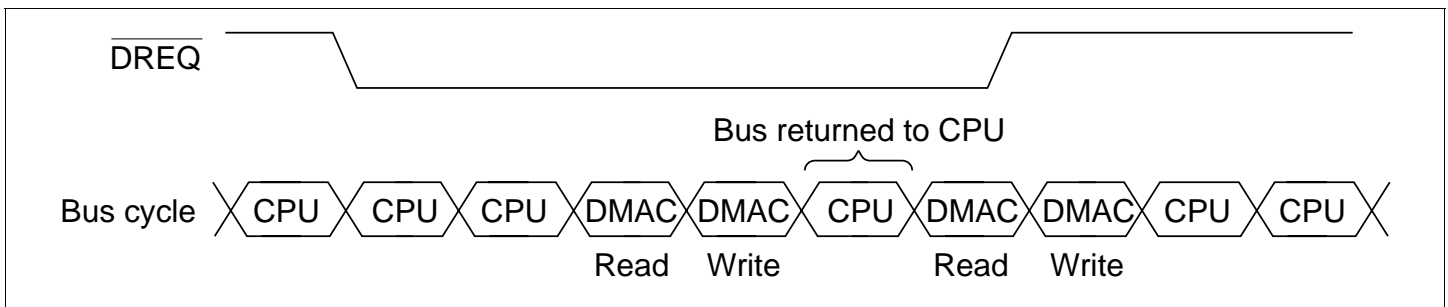 DREQ
Bus returned to CPU
Bus cycle CPU CPU CPU DMAC DMAC CPU DMAC DMAC CPU CPU
Read Write Read Write